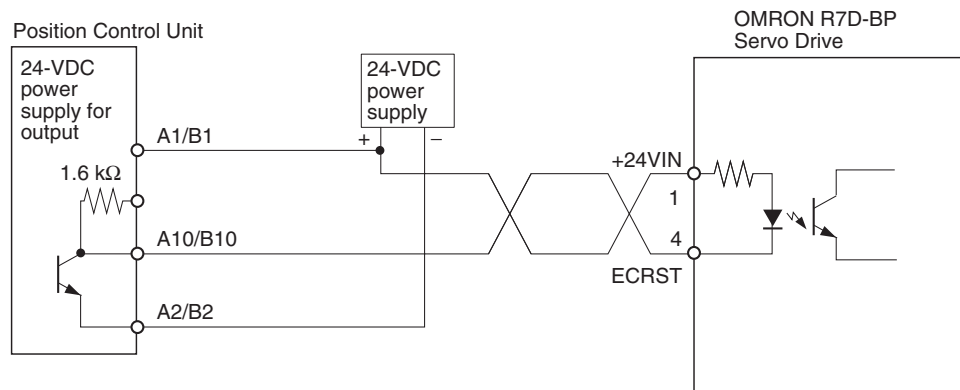 Position Control Unit
24-VDC
power
supply for
output
1.6 kΩ
A1/B1
A10/B10
A2/B2
24-VDC
power
supply
+
–
OMRON R7D-BP
Servo Drive
+24VIN
1
4
ECRST